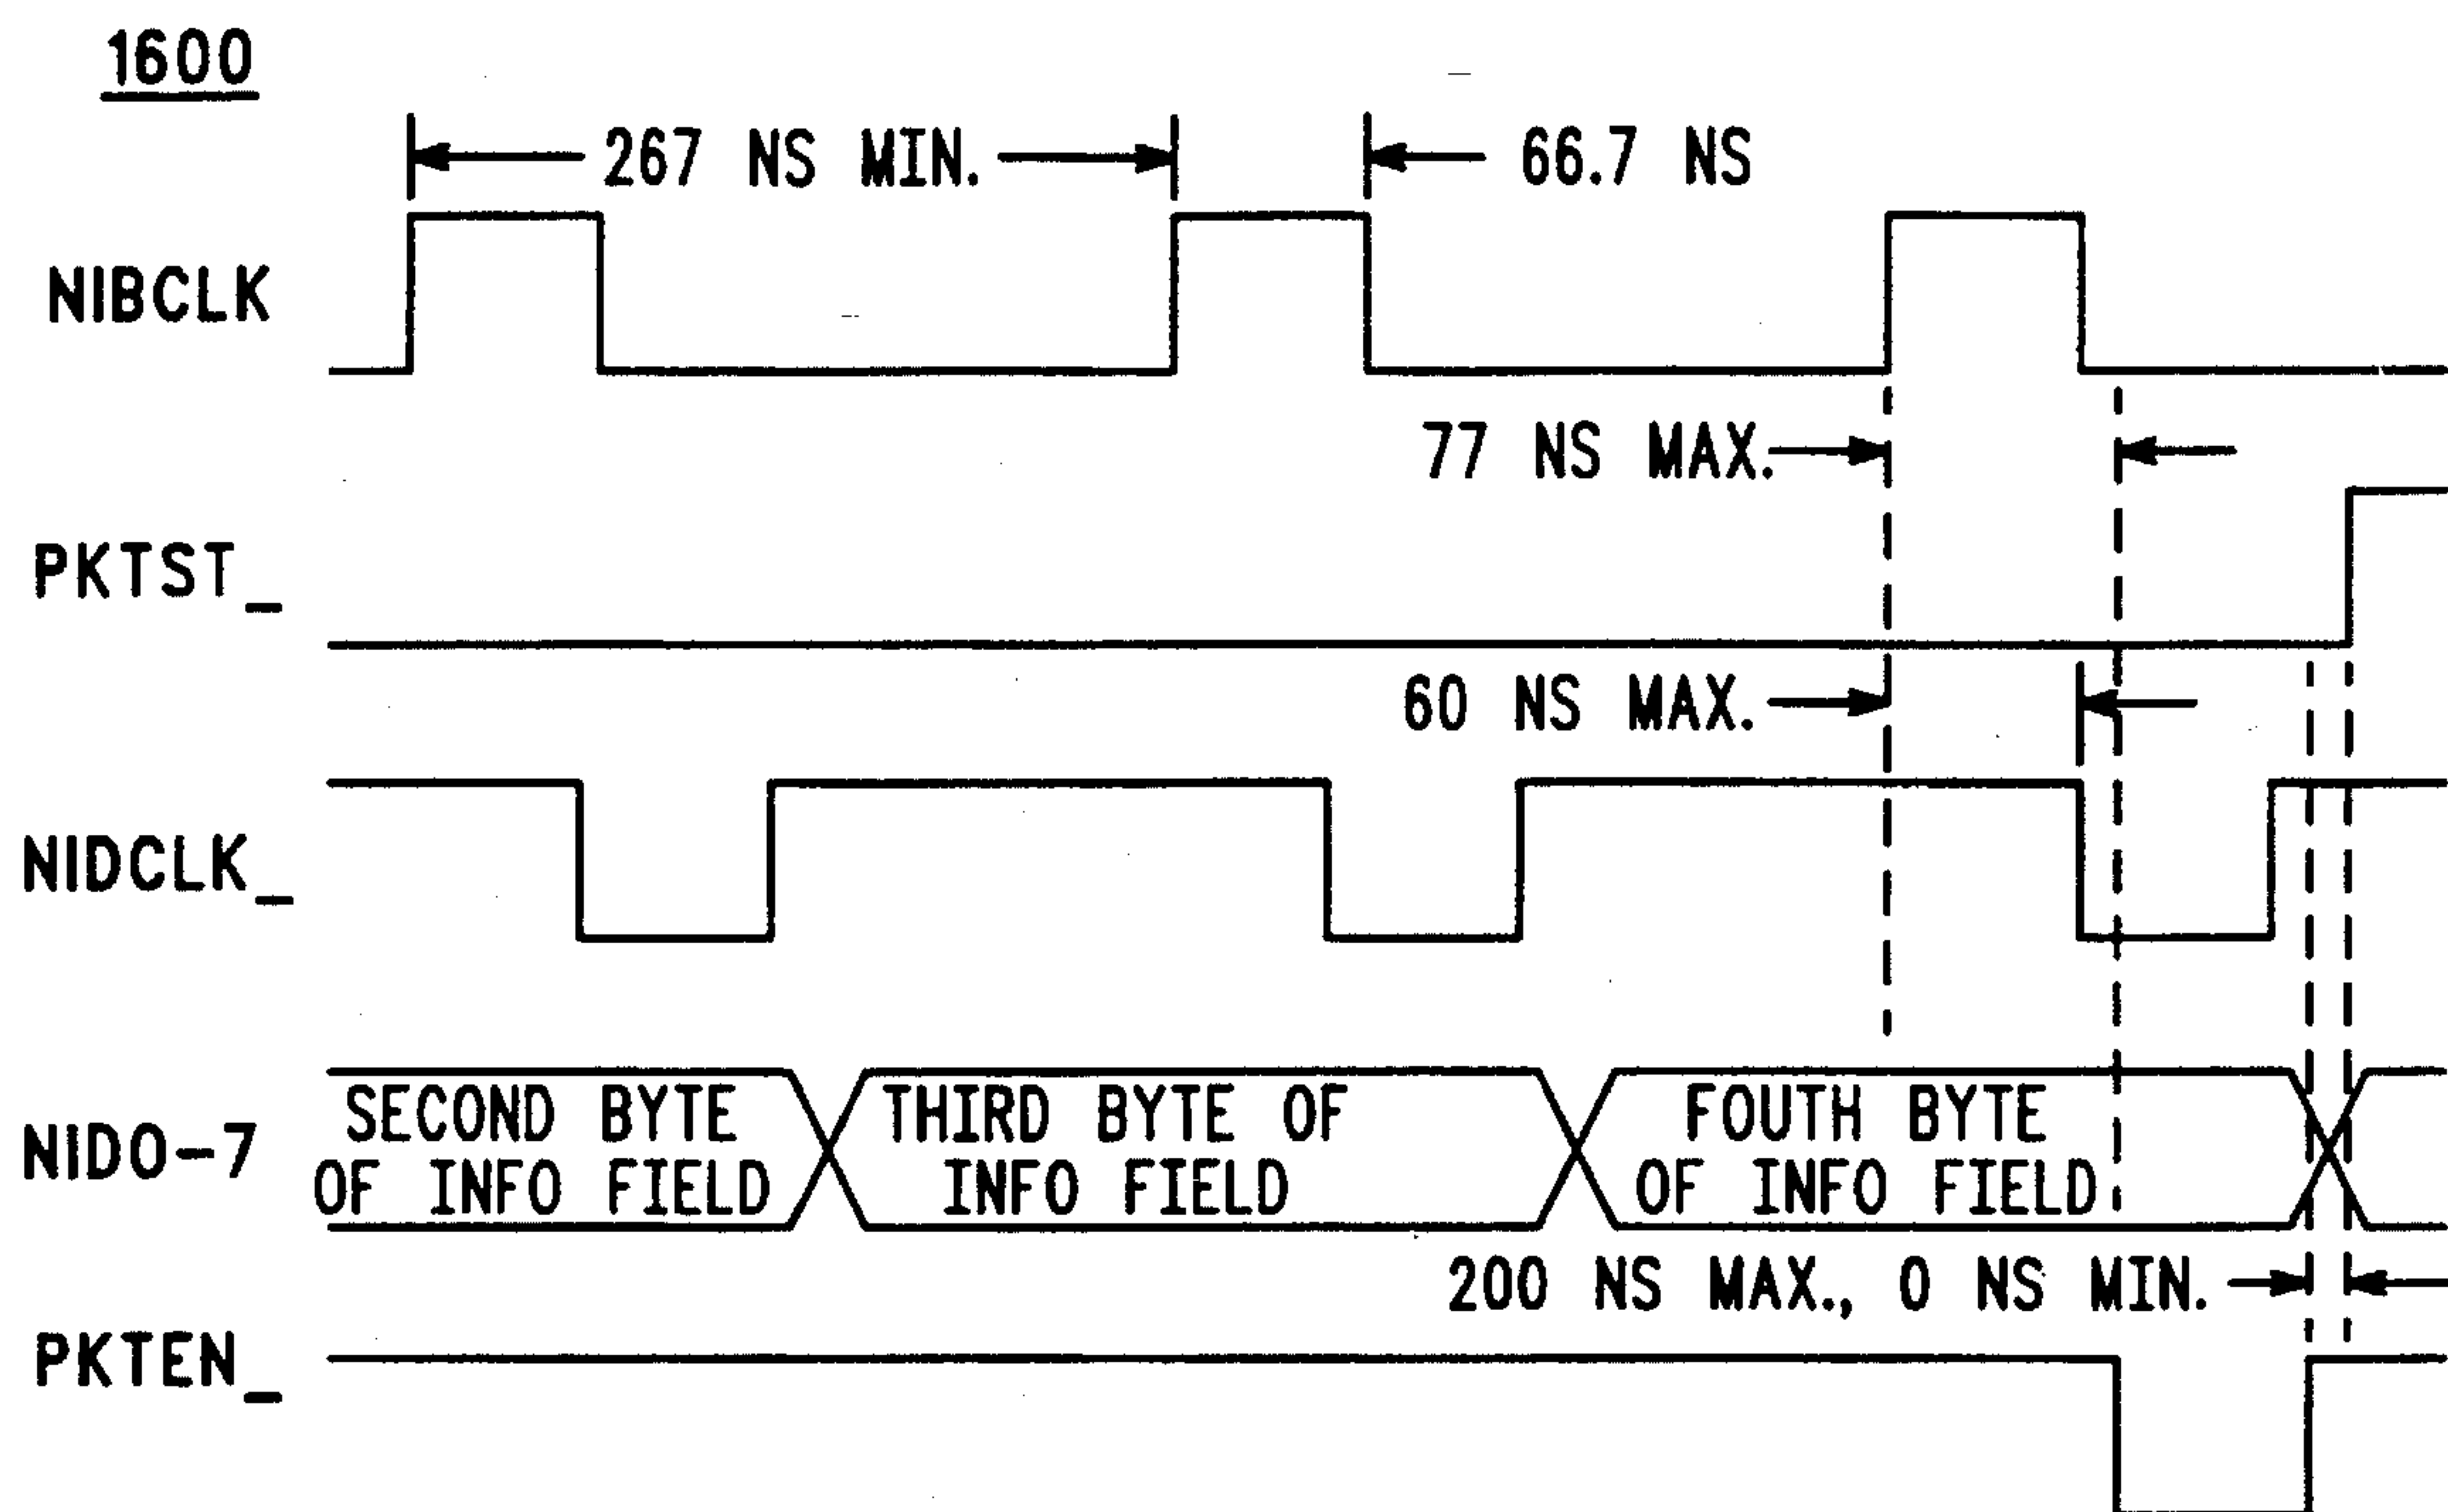 1600
267 NS MIN.
66.7 NS
NIBCLK
77 NS MAX.
PKTST_
60 NS MAX.
NIDCLK_
NIDO-7
SECOND BYTE
OF INFO FIELD
THIRD BYTE OF
INFO FIELD
FOUTH BYTE
OF INFO FIELD
200 NS MAX., 0 NS MIN.
PKTEN_